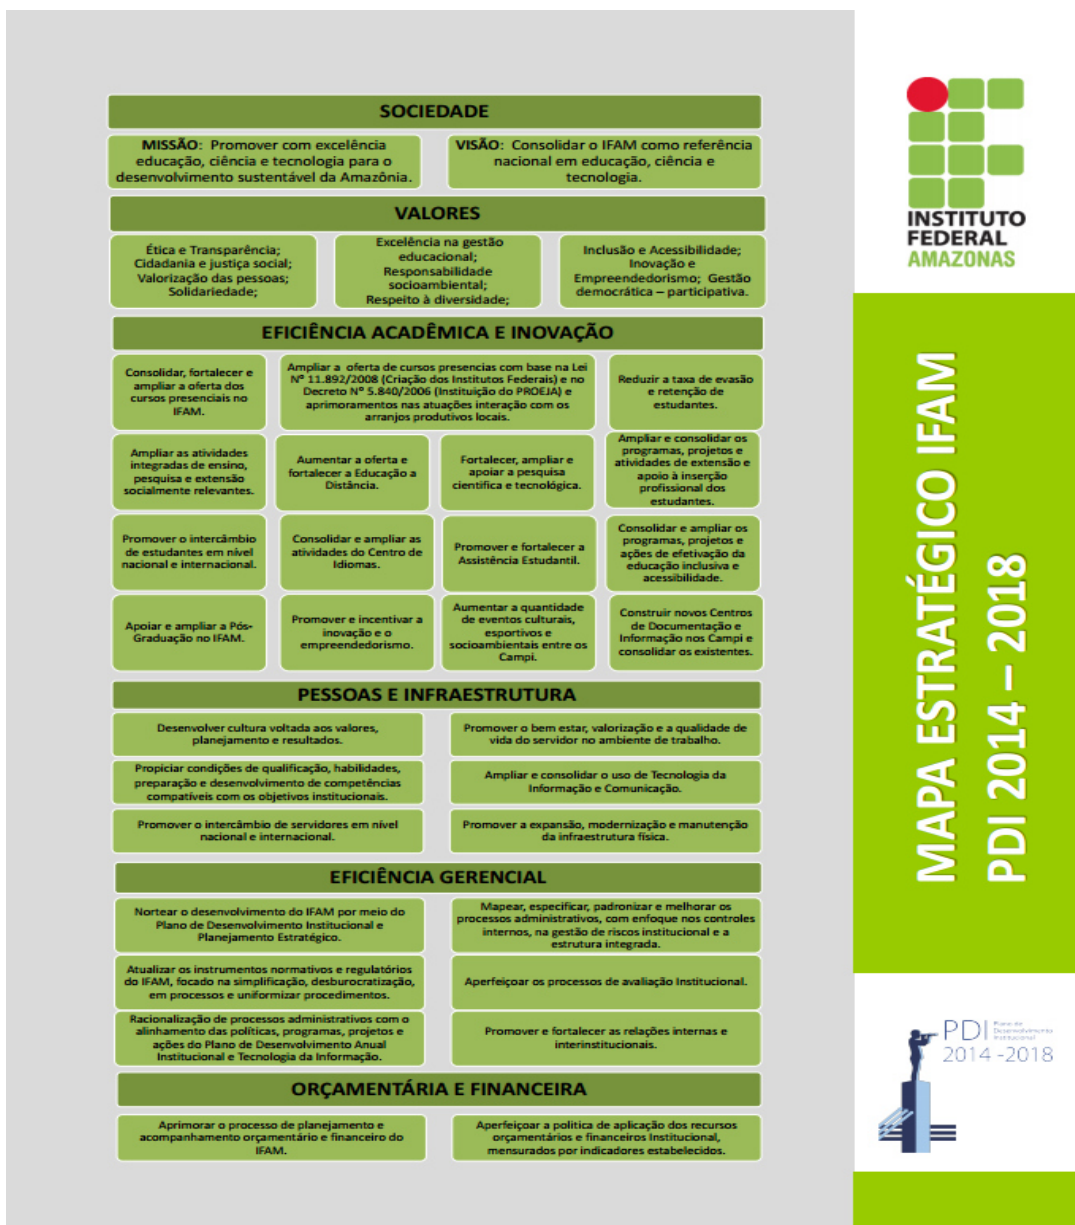 SOCIEDADE
MISSÃO: Promover com excelência
educação, ciência e tecnologia para o
desenvolvimento sustentável da Amazônia.
VISÃO: Consolidar o IFAM como referência
nacional em educação, ciência e
tecnologia.
VALORES
Ética e Transparência;
Cidadania e justiça social;
Valorização das pessoas;
Solidariedade;
Excelência na gestão
educacional;
Responsabilidade
socioambiental;
Respeito à diversidade;
Inclusão e Acessibilidade;
Inovação e
Empreendedorismo; Gestão
democrática – participativa.
EFICIÊNCIA ACADÊMICA E INOVAÇÃO
Consolidar, fortalecer e
ampliar a oferta dos
cursos presenciais no
IFAM.
Ampliar a oferta de cursos presencias com base na Lei
Nº 11.892/2008 (Criação dos Institutos Federais) e no
Decreto Nº 5.840/2006 (Instituição do PROEJA) e
aprimoramentos nas atuações interação com os
arranjos produtivos locais.
Reduzir a taxa de evasão
e retenção de
estudantes.
Ampliar as atividades
integradas de ensino,
pesquisa e extensão
socialmente relevantes.
Aumentar a oferta e
fortalecer a Educação a
Distância.
Fortalecer, ampliar e
apoiar a pesquisa
cientifica e tecnológica.
Ampliar e consolidar os
programas, projetos e
atividades de extensão e
apoio à inserção
profissional dos
estudantes.
Promover o intercâmbio
de estudantes em nível
nacional e internacional.
Consolidar e ampliar as
atividades do Centro de
Idiomas.
Promover e fortalecer a
Assistência Estudantil.
Consolidar e ampliar os
programas, projetos e
ações de efetivação da
educação inclusiva e
acessibilidade.
Apoiar e ampliar a Pós-
Graduação no IFAM.
Promover e incentivar a
inovação e o
empreendedorismo.
Aumentar a quantidade
de eventos culturais,
esportivos e
socioambientais entre os
Campi.
Construir novos Centros
de Documentação e
Informação nos Campi e
consolidar os existentes.
PESSOAS E INFRAESTRUTURA
Desenvolver cultura voltada aos valores,
planejamento e resultados.
Promover o bem estar, valorização e a qualidade de
vida do servidor no ambiente de trabalho.
Propiciar condições de qualificação, habilidades,
preparação e desenvolvimento de competências
compatíveis com os objetivos institucionais.
Ampliar e consolidar o uso de Tecnologia da
Informação e Comunicação.
Promover o intercâmbio de servidores em nível
nacional e internacional.
Promover a expansão, modernização e manutenção
da infraestrutura física.
EFICIÊNCIA GERENCIAL
Nortear o desenvolvimento do IFAM por meio do
Plano de Desenvolvimento Institucional e
Planejamento Estratégico.
Mapear, especificar, padronizar e melhorar os
processos administrativos, com enfoque nos controles
internos, na gestão de riscos institucional e a
estrutura integrada.
Atualizar os instrumentos normativos e regulatórios
do IFAM, focado na simplificação, desburocratização,
em processos e uniformizar procedimentos.
Aperfeiçoar os processos de avaliação Institucional.
Racionalização de processos administrativos com o
alinhamento das políticas, programas, projetos e
ações do Plano de Desenvolvimento Anual
Institucional e Tecnologia da Informação.
Promover e fortalecer as relações internas e
interinstitucionais.
ORÇAMENTÁRIA E FINANCEIRA
Aprimorar o processo de planejamento e
acompanhamento orçamentário e financeiro do
IFAM.
Aperfeiçoar a politica de aplicação dos recursos
orçamentários e financeiros Institucional,
mensurados por indicadores estabelecidos.
INSTITUTO
FEDERAL
AMAZONAS
MAPA ESTRATÉGICO IFAM
PDI 2014 – 2018
PDI
Plano de
Desenvolvimento
Institucional
2014 -2018